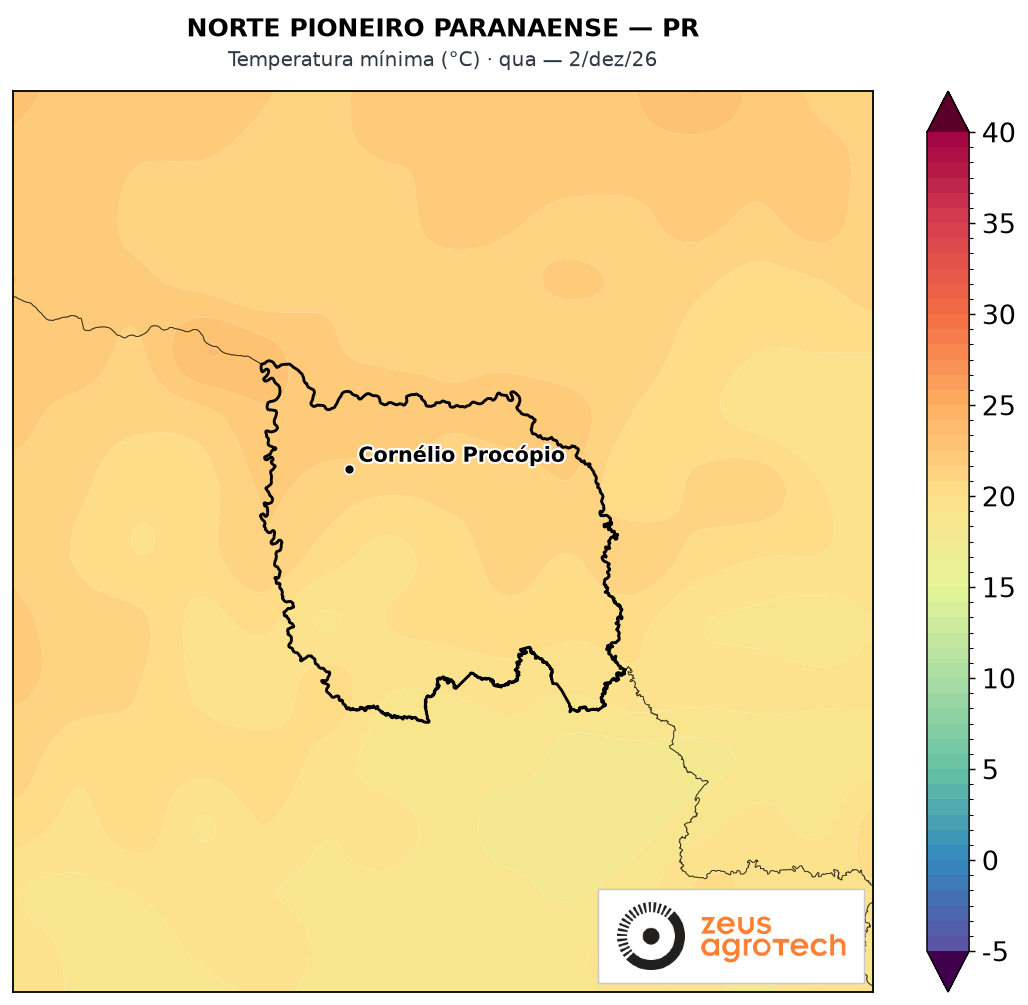 NORTE PIONEIRO PARANAENSE — PR
Temperatura mínima (°C) · qua — 2/dez/26
Cornélio Procópio
40
35
30
25
20
15
10
5
0
-5
zeus
agrotech